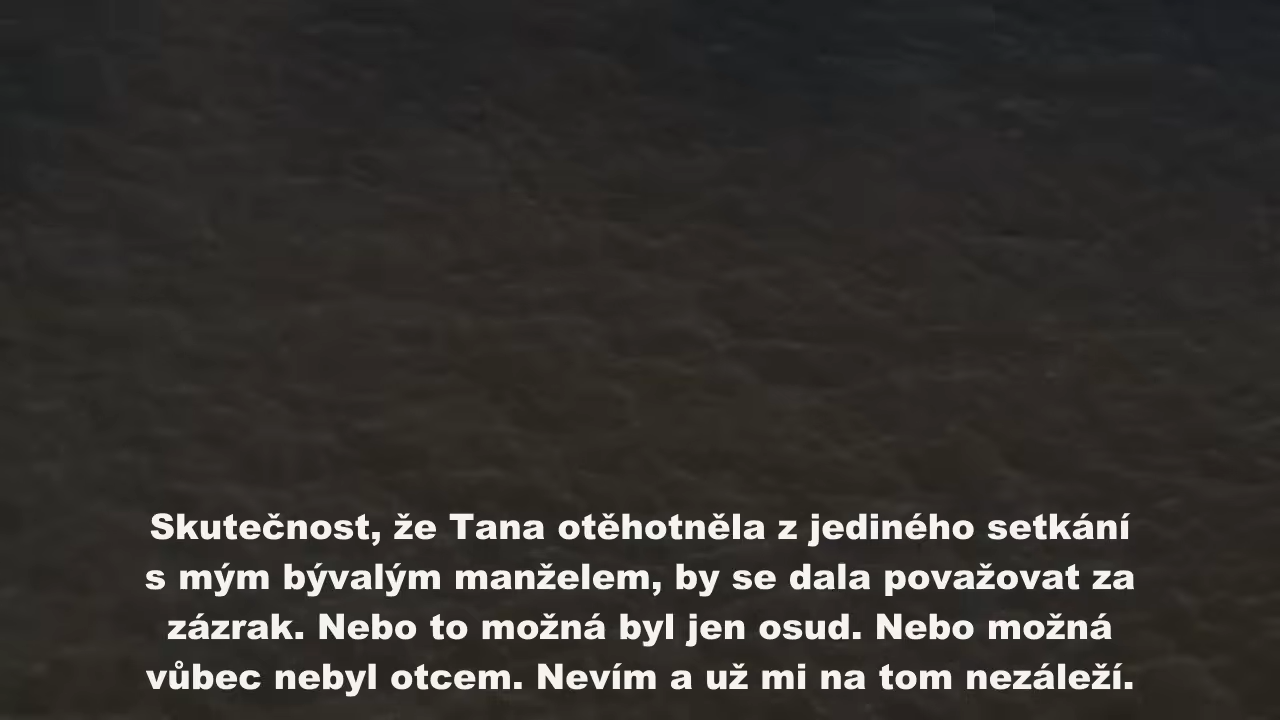 Skutečnost, že Tana otěhotněla z jediného setkání
s mým bývalým manželem, by se dala považovat za
zázrak. Nebo to možná byl jen osud. Nebo možná
vůbec nebyl otcem. Nevím a už mi na tom nezáleží.